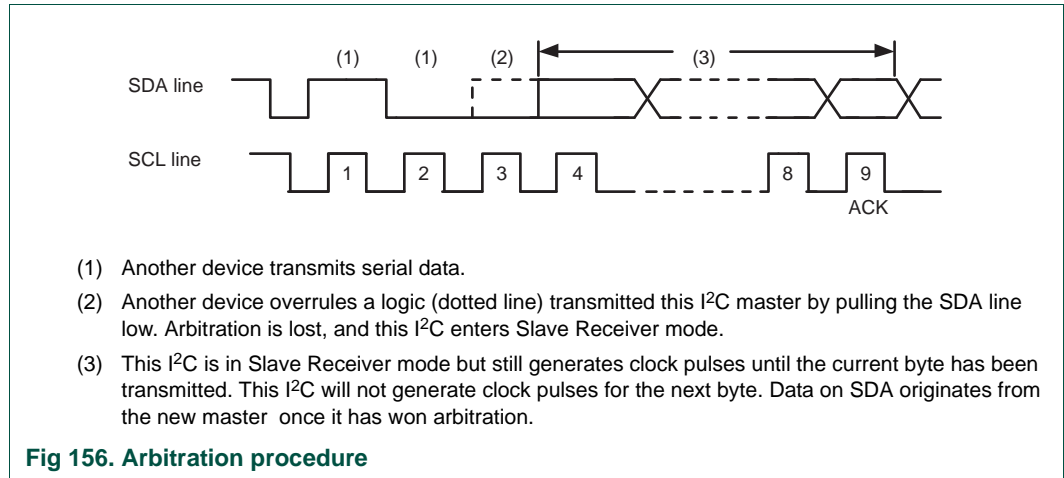 (1) (1) (2) (3)
SDA line
SCL line
1 2 3 4 8 9
ACK
(1) Another device transmits serial data.
(2) Another device overrules a logic (dotted line) transmitted this I2C master by pulling the SDA line
low. Arbitration is lost, and this I2C enters Slave Receiver mode.
(3) This I2C is in Slave Receiver mode but still generates clock pulses until the current byte has been
transmitted. This I2C will not generate clock pulses for the next byte. Data on SDA originates from
the new master once it has won arbitration.
Fig 156. Arbitration procedure